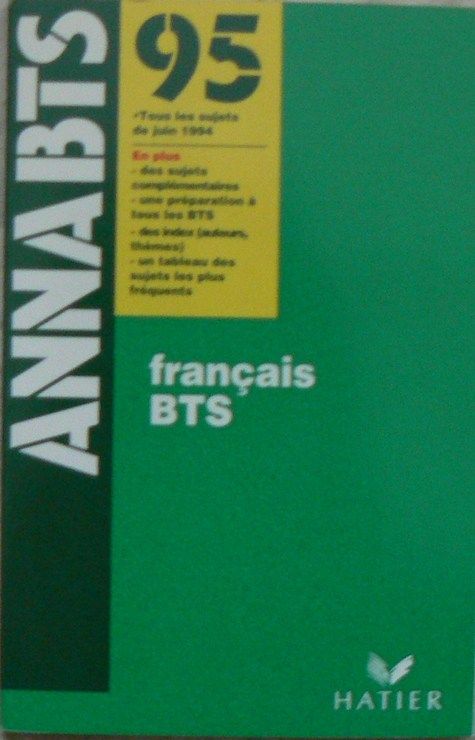 ANNABTS
95
•Tous les sujets
de juin 1994
En plus
- des sujets
complémentaires
- une préparation à
tous les BTS
- des index (auteurs,
thèmes)
- un tableau des
sujets les plus
fréquents
français
BTS
HATIER